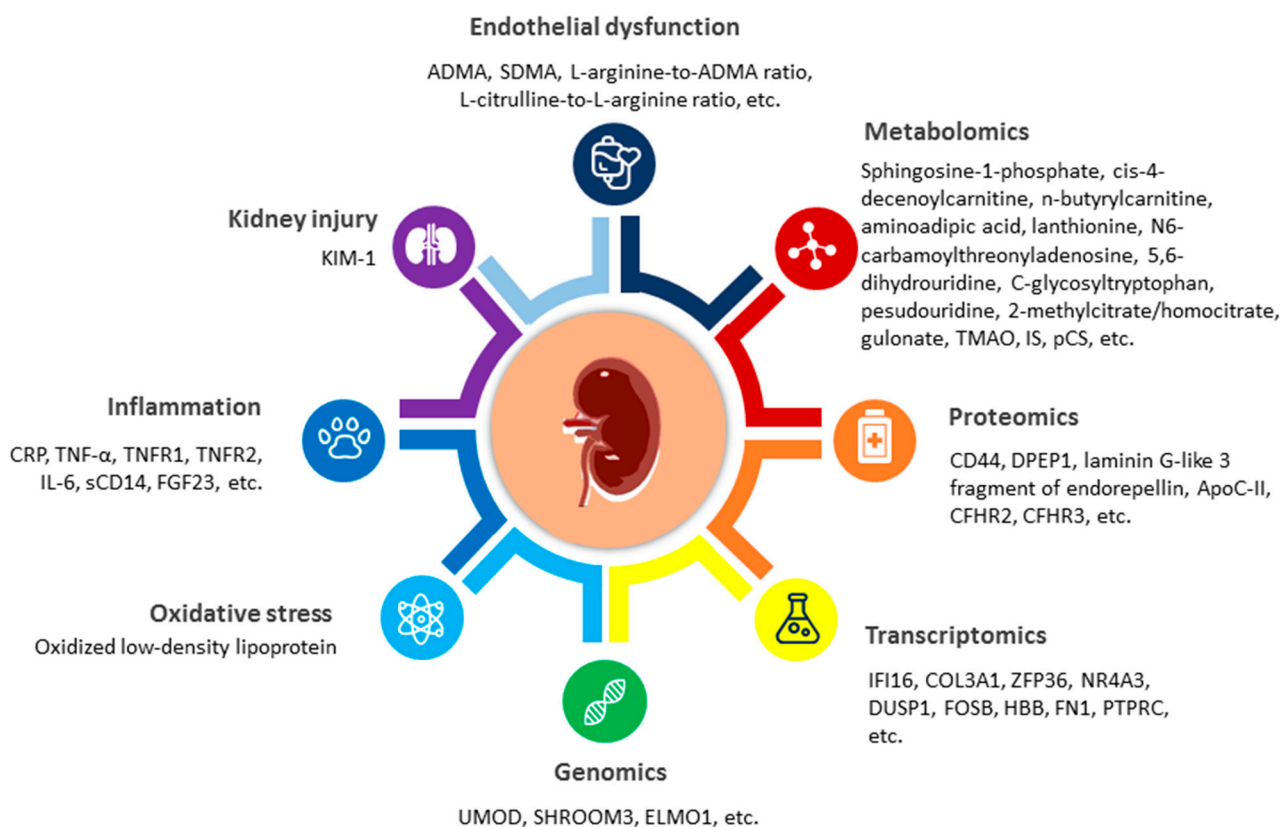 Endothelial dysfunction
ADMA, SDMA, L-arginine-to-ADMA ratio,
L-citrulline-to-L-arginine ratio, etc.
Metabolomics
Sphingosine-1-phosphate, cis-4-
decenoylcarnitine, n-butyrylcarnitine,
aminoadipic acid, lanthionine, N6-
carbamoylthreonyladenosine, 5,6-
dihydrouridine, C-glycosyltryptophan,
pesudouridine, 2-methylcitrate/homocitrate,
gulonate, TMAO, IS, pCS, etc.
Kidney injury
KIM-1
Inflammation
CRP, TNF-α, TNFR1, TNFR2,
IL-6, sCD14, FGF23, etc.
Proteomics
CD44, DPEP1, laminin G-like 3
fragment of endorepellin, ApoC-II,
CFHR2, CFHR3, etc.
Oxidative stress
Oxidized low-density lipoprotein
Transcriptomics
IFI16, COL3A1, ZFP36, NR4A3,
DUSP1, FOSB, HBB, FN1, PTPRC,
etc.
Genomics
UMOD, SHROOM3, ELMO1, etc.